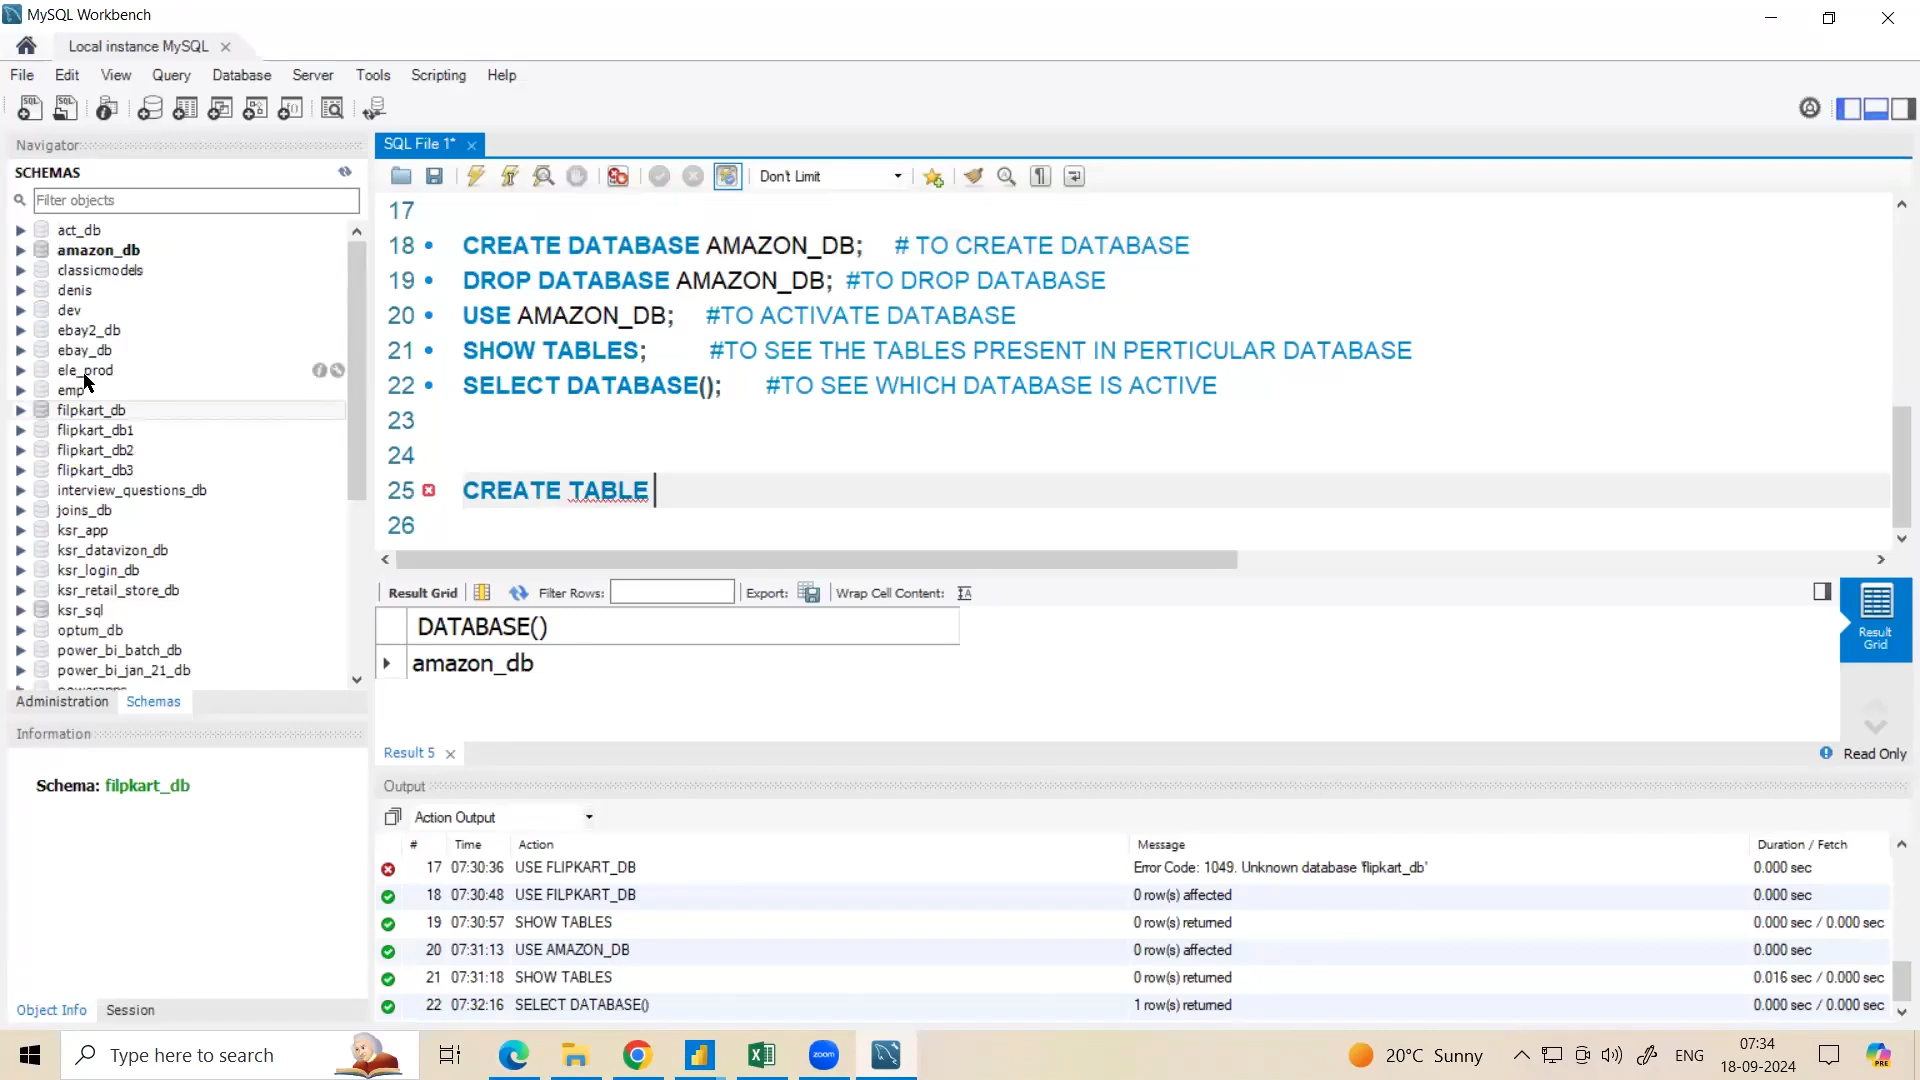 MySQL Workbench
Local instance MySQL
File Edit View Query Database Server Tools Scripting Help
Navigator
SCHEMAS
Filter objects
act_db
amazon_db
classicmodels
denis
dev
ebay2_db
ebay_db
ele_prod
emp
filpkart_db
flipkart_db1
flipkart_db2
flipkart_db3
interview_questions_db
joins_db
ksr_app
ksr_datavizon_db
ksr_login_db
ksr_retail_store_db
ksr_sql
optum_db
power_bi_batch_db
power_bi_jan_21_db
Administration Schemas
Information
Schema: filpkart_db
Object Info Session
SQL File 1*
Don't Limit
17
18 CREATE DATABASE AMAZON_DB; # TO CREATE DATABASE
19 DROP DATABASE AMAZON_DB; #TO DROP DATABASE
20 USE AMAZON_DB; #TO ACTIVATE DATABASE
21 SHOW TABLES; #TO SEE THE TABLES PRESENT IN PERTICULAR DATABASE
22 SELECT DATABASE(); #TO SEE WHICH DATABASE IS ACTIVE
23
24
25 CREATE TABLE
26
Result Grid Filter Rows: Export: Wrap Cell Content:
DATABASE()
amazon_db
Result Grid
Result 5
Read Only
Output
Action Output
# Time Action Message Duration / Fetch
17 07:30:36 USE FLIPKART_DB Error Code: 1049. Unknown database 'flipkart_db' 0.000 sec
18 07:30:48 USE FILPKART_DB 0 row(s) affected 0.000 sec
19 07:30:57 SHOW TABLES 0 row(s) returned 0.000 sec / 0.000 sec
20 07:31:13 USE AMAZON_DB 0 row(s) affected 0.000 sec
21 07:31:18 SHOW TABLES 0 row(s) returned 0.016 sec / 0.000 sec
22 07:32:16 SELECT DATABASE() 1 row(s) returned 0.000 sec / 0.000 sec
Type here to search
zoom
20°C Sunny
ENG
07:34
18-09-2024
PRE